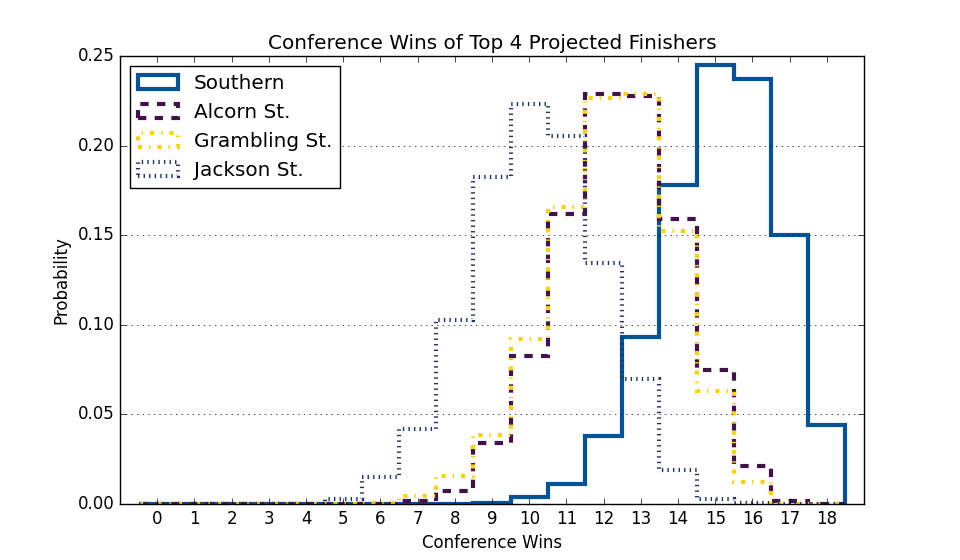 Conference Wins of Top 4 Projected Finishers
Southern
Alcorn St.
Grambling St.
Jackson St.
Probability
0.25
0.20
0.15
0.10
0.05
0.00
0 1 2 3 4 5 6 7 8 9 10 11 12 13 14 15 16 17 18
Conference Wins